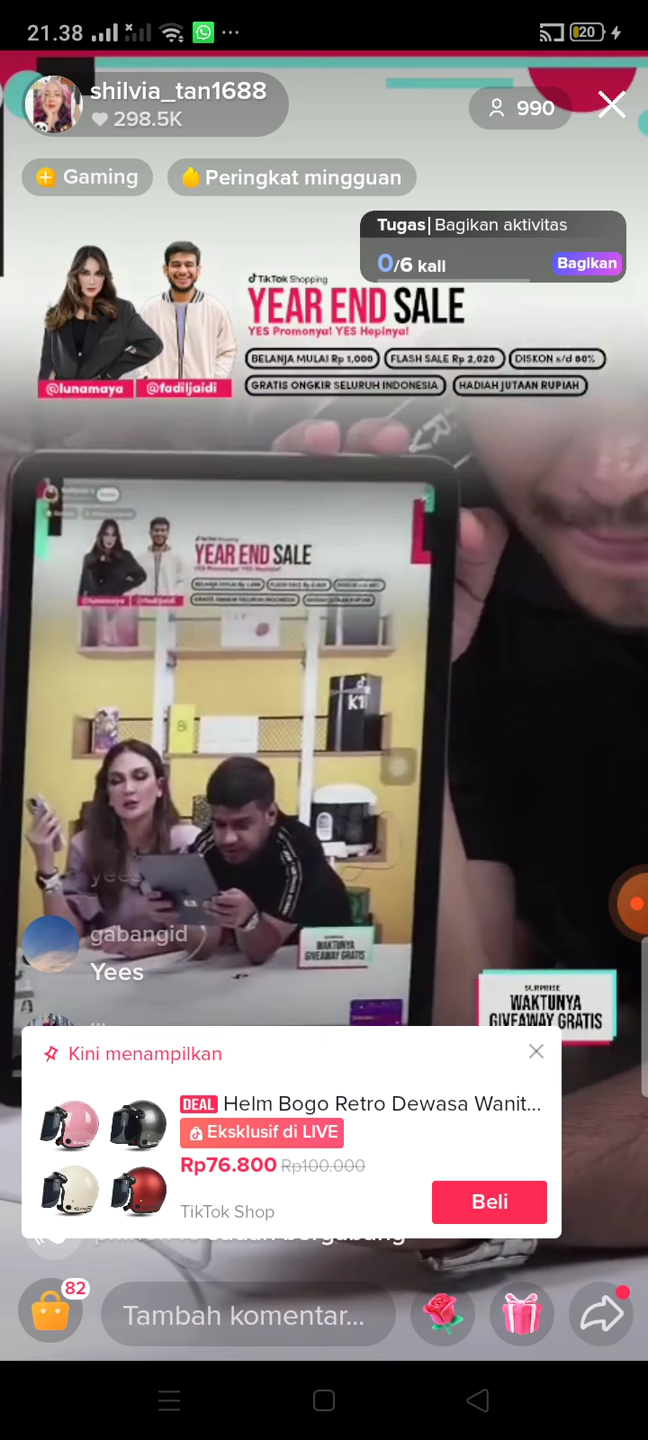 21.38
20
shilvia_tan1688
298.5K
990
Gaming
Peringkat mingguan
Tugas| Bagikan aktivitas
0/6 kali
Bagikan
TikTok Shopping
YEAR END SALE
YES Promonya! YES Hepinya!
BELANJA MULAI Rp 1,000
FLASH SALE Rp 2,020
DISKON s/d 80%
GRATIS ONGKIR SELURUH INDONESIA
HADIAH JUTAAN RUPIAH
@lunamaya
@fadiljaidi
YEAR END SALE
K1
yees
gabangid
Yees
WAKTUNYA
GIVEAWAY GRATIS
SURPRISE
WAKTUNYA
GIVEAWAY GRATIS
Kini menampilkan
DEAL Helm Bogo Retro Dewasa Wanit...
Eksklusif di LIVE
Rp76.800 Rp100.000
TikTok Shop
Beli
82
Tambah komentar...